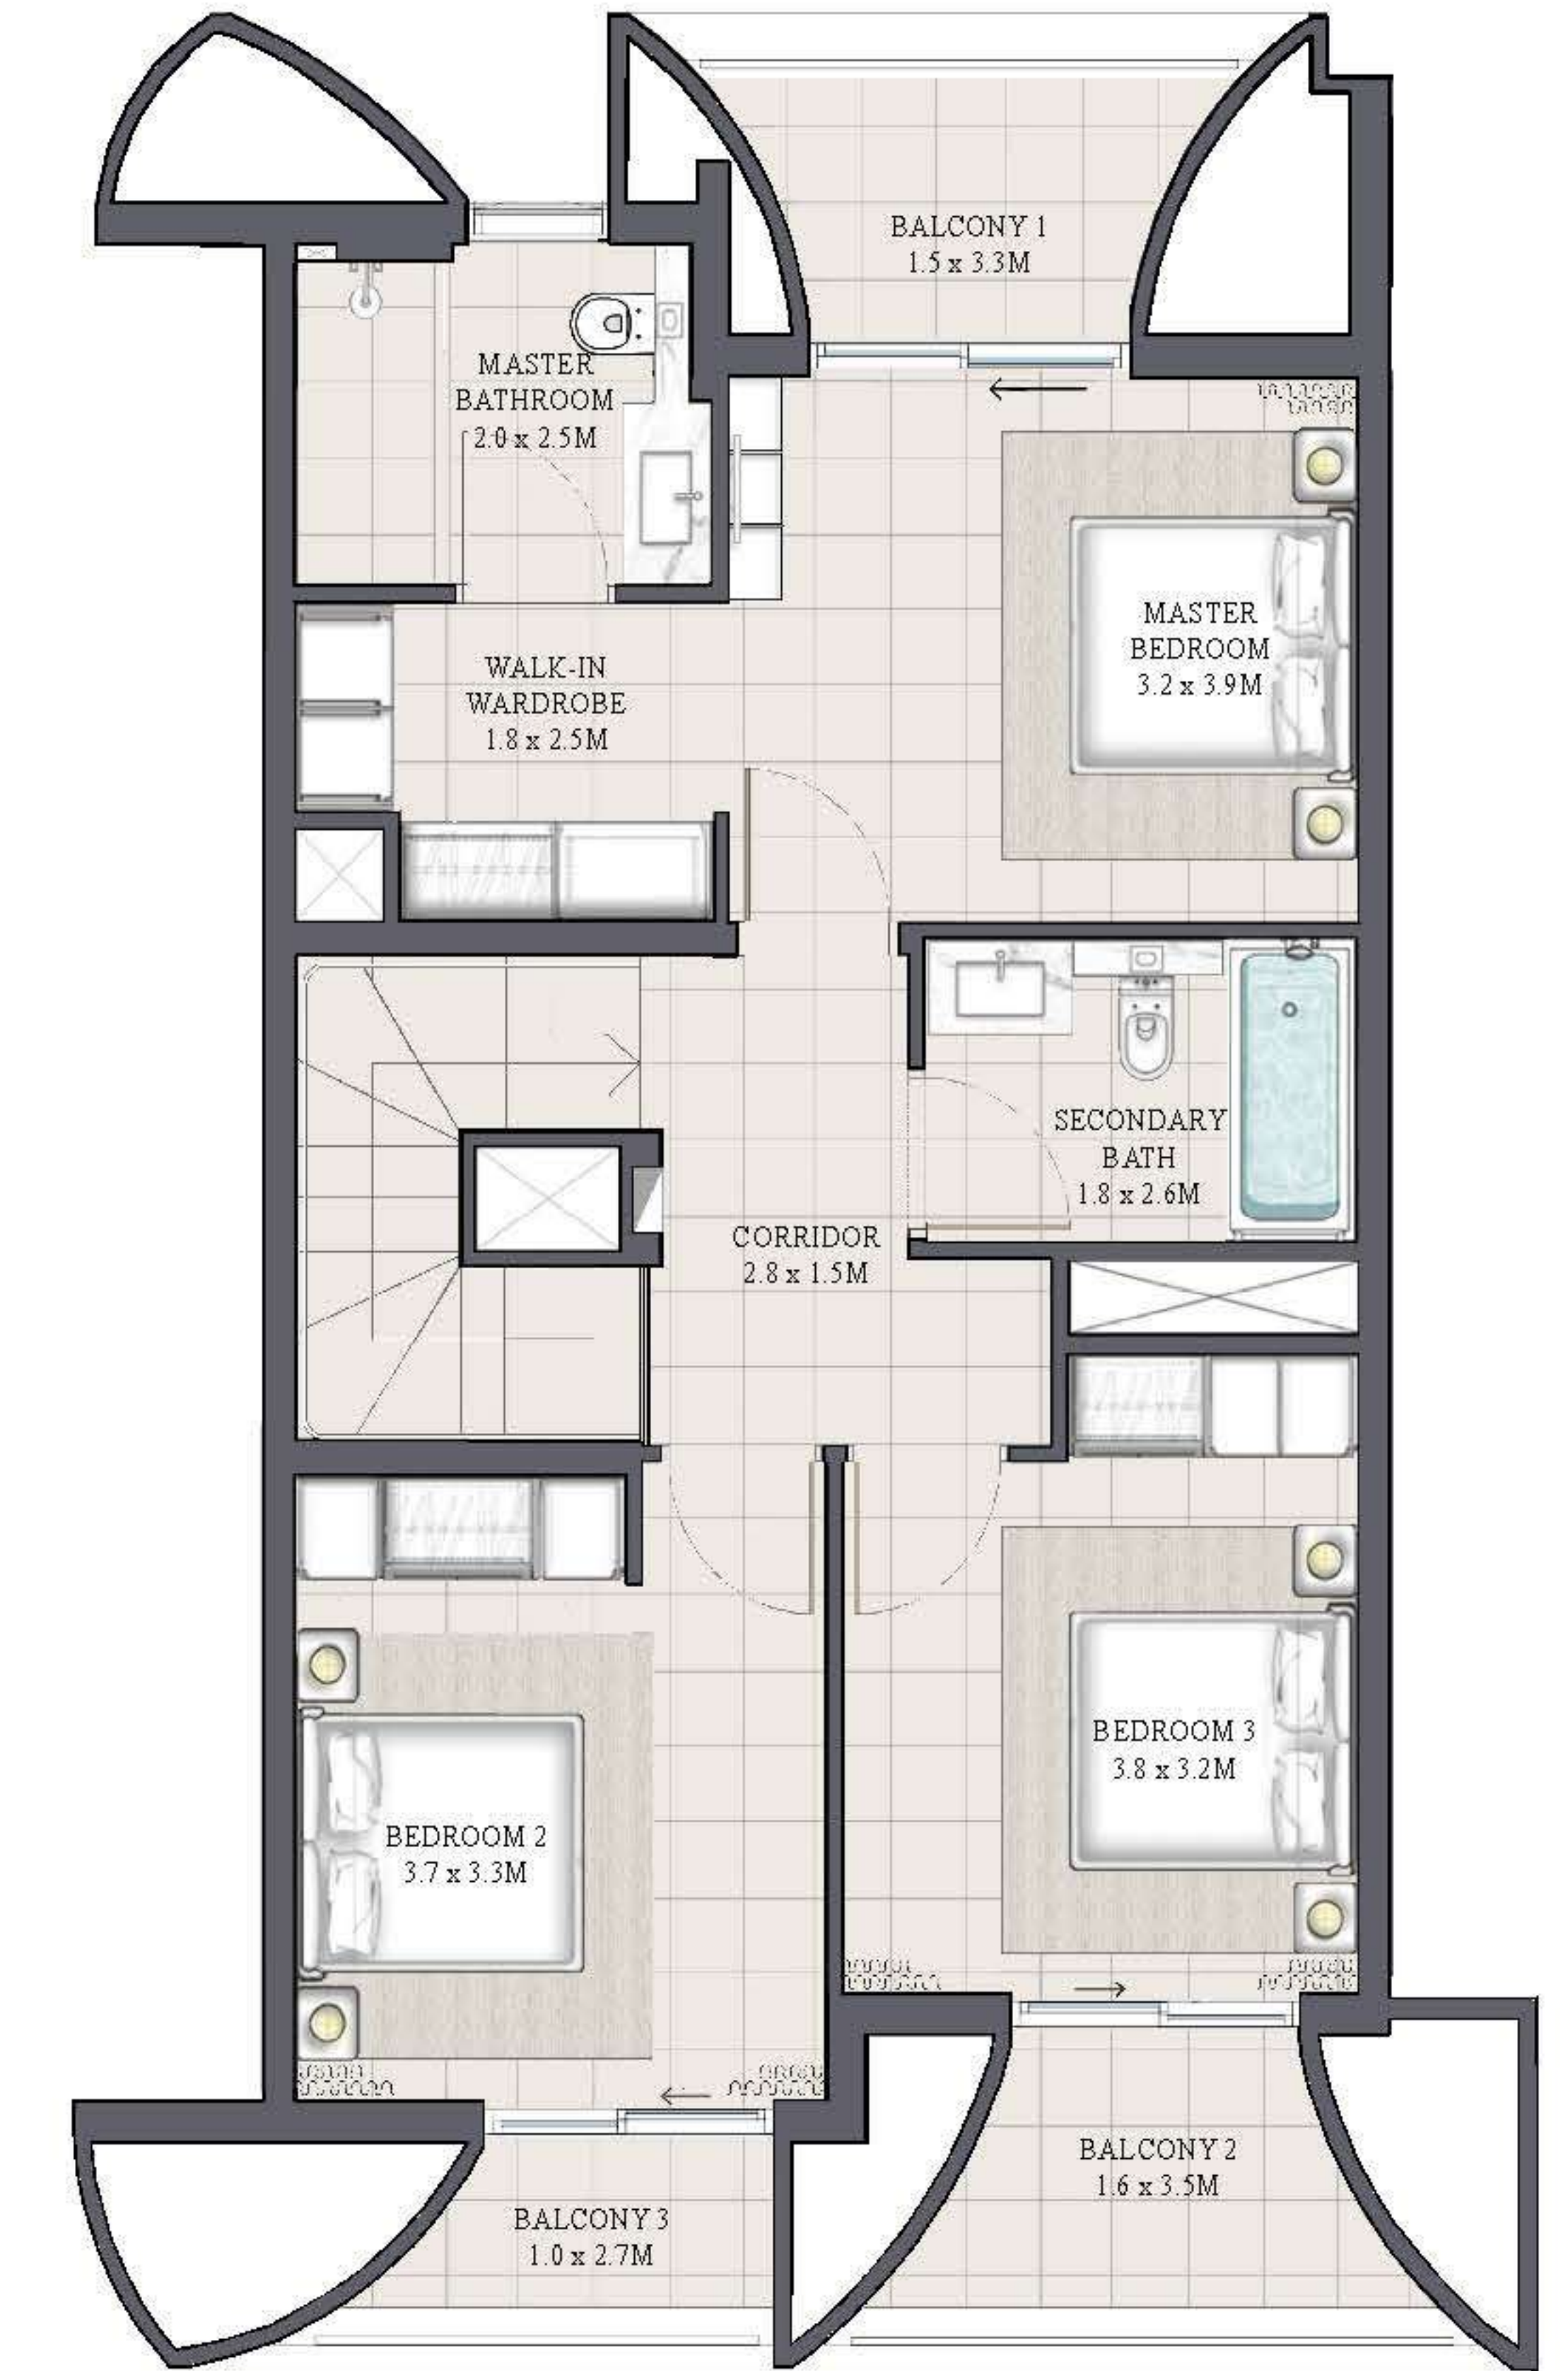 BALCONY 1
1.5 x 3.3M
MASTER
BATHROOM
2.0 x 2.5M
MASTER
BEDROOM
3.2 x 3.9M
WALK-IN
WARDROBE
1.8 x 2.5M
SECONDARY
BATH
1.8 x 2.6M
CORRIDOR
2.8 x 1.5M
BEDROOM 3
3.8 x 3.2M
BEDROOM 2
3.7 x 3.3M
BALCONY 2
1.6 x 3.5M
BALCONY 3
1.0 x 2.7M